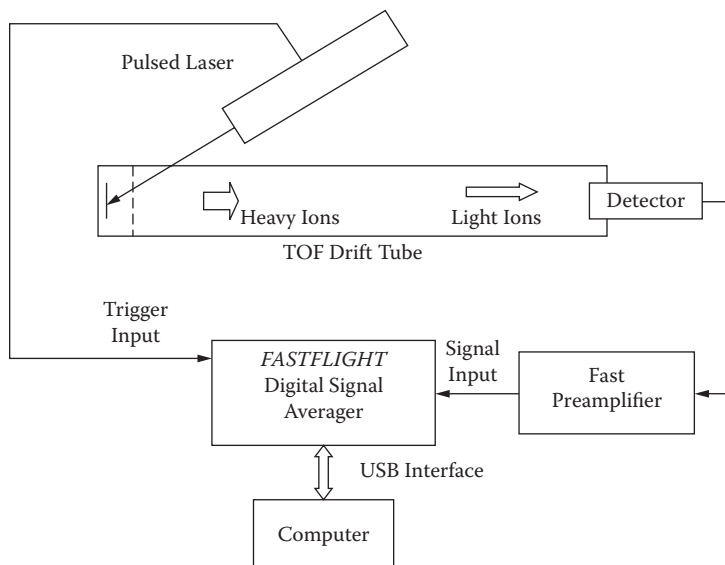 Pulsed Laser
Heavy Ions
Light Ions
Detector
TOF Drift Tube
Trigger
Input
FASTFLIGHT
Digital Signal
Averager
Signal
Input
Fast
Preamplifier
USB Interface
Computer